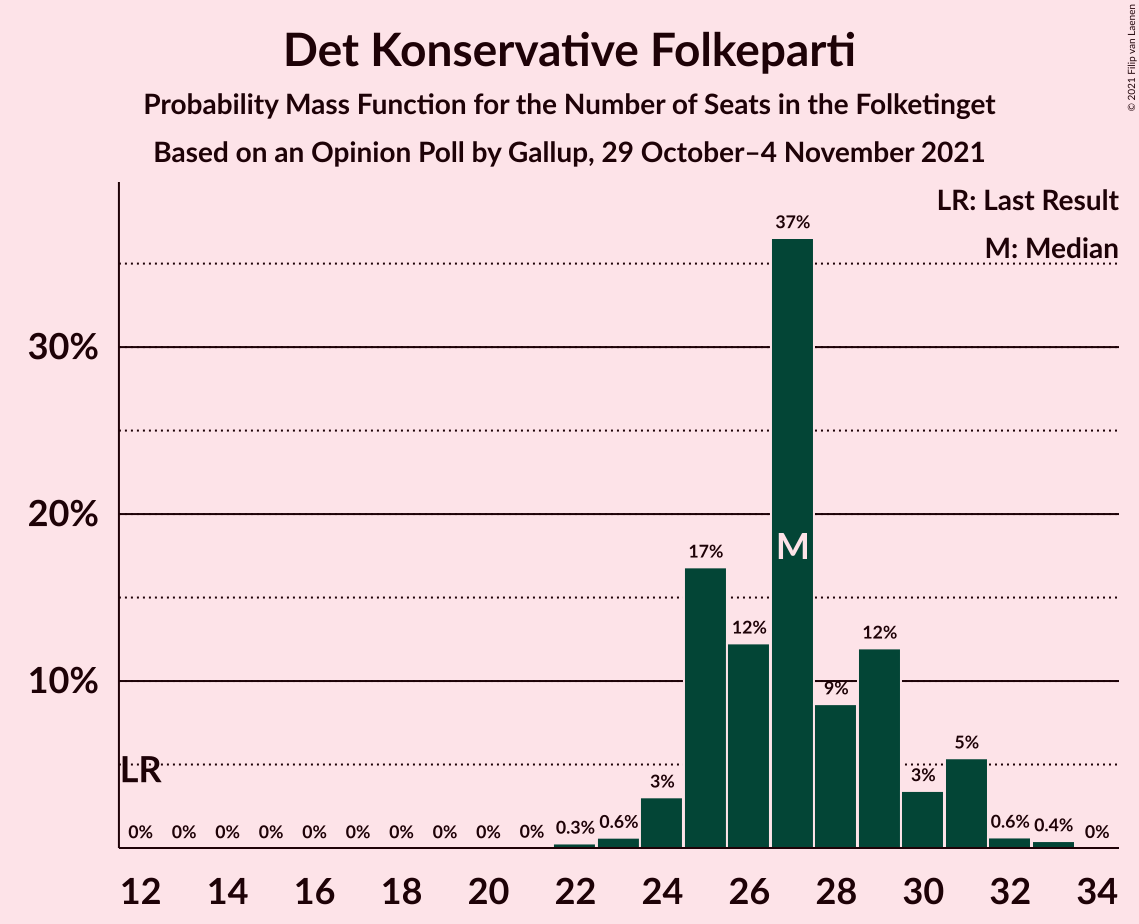 Det Konservative Folkeparti
Probability Mass Function for the Number of Seats in the Folketinget
Based on an Opinion Poll by Gallup, 29 October–4 November 2021
© 2021 Filip van Laenen
LR: Last Result
M: Median
37%
30%
20%
17%
M
12%
12%
10%
9%
LR
5%
3%
3%
0% 0% 0% 0% 0% 0% 0% 0% 0% 0% 0.3% 0.6% 0.6% 0.4% 0%
12 14 16 18 20 22 24 26 28 30 32 34